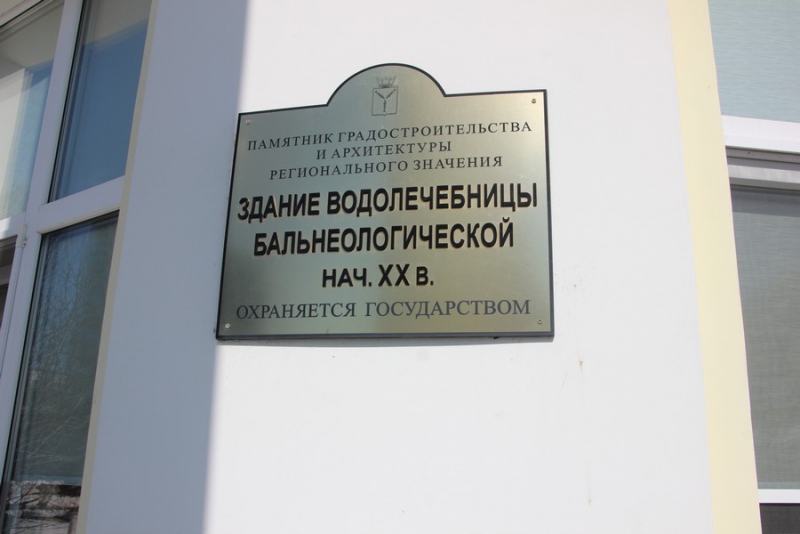 ПАМЯТНИК ГРАДОСТРОИТЕЛЬСТВА
И АРХИТЕКТУРЫ
РЕГИОНАЛЬНОГО ЗНАЧЕНИЯ
ЗДАНИЕ ВОДОЛЕЧЕБНИЦЫ
БАЛЬНЕОЛОГИЧЕСКОЙ
НАЧ. XX В.
ОХРАНЯЕТСЯ ГОСУДАРСТВОМ